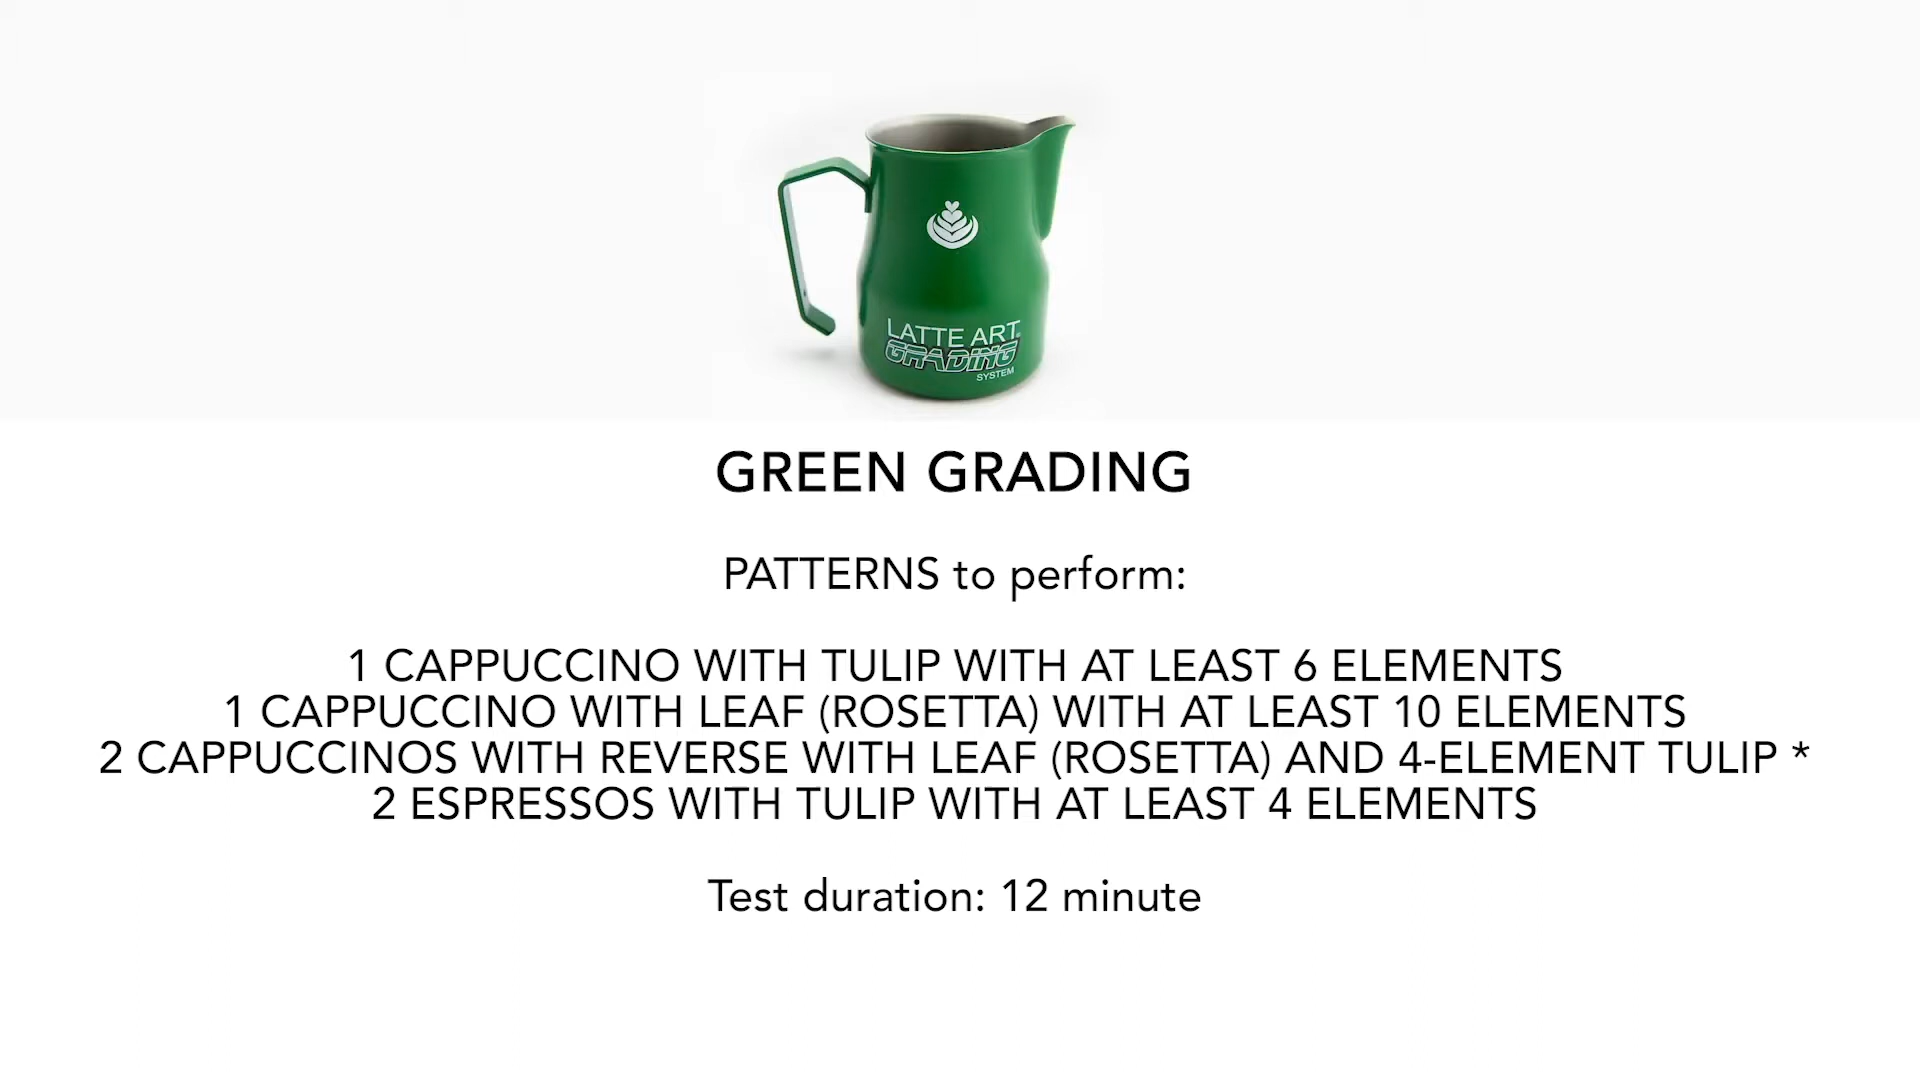 LATTE ART
GRADING
SYSTEM
GREEN GRADING
PATTERNS to perform:
1 CAPPUCCINO WITH TULIP WITH AT LEAST 6 ELEMENTS
1 CAPPUCCINO WITH LEAF (ROSETTA) WITH AT LEAST 10 ELEMENTS
2 CAPPUCCINOS WITH REVERSE WITH LEAF (ROSETTA) AND 4-ELEMENT TULIP *
2 ESPRESSOS WITH TULIP WITH AT LEAST 4 ELEMENTS
Test duration: 12 minute